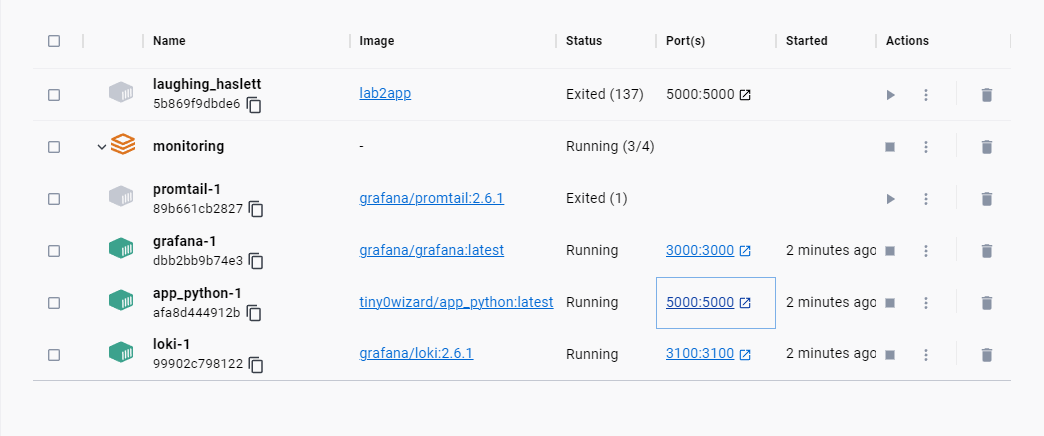 Name Image Status Port(s) Started Actions
laughing_haslett
5b869f9dbde6 lab2app Exited (137) 5000:5000
monitoring - Running (3/4)
promtail-1
89b661cb2827 grafana/promtail:2.6.1 Exited (1)
grafana-1
dbb2bb9b74e3 grafana/grafana:latest Running 3000:3000 2 minutes ago
app_python-1
afa8d444912b tiny0wizard/app_python:latest Running 5000:5000 2 minutes ago
loki-1
99902c798122 grafana/loki:2.6.1 Running 3100:3100 2 minutes ago